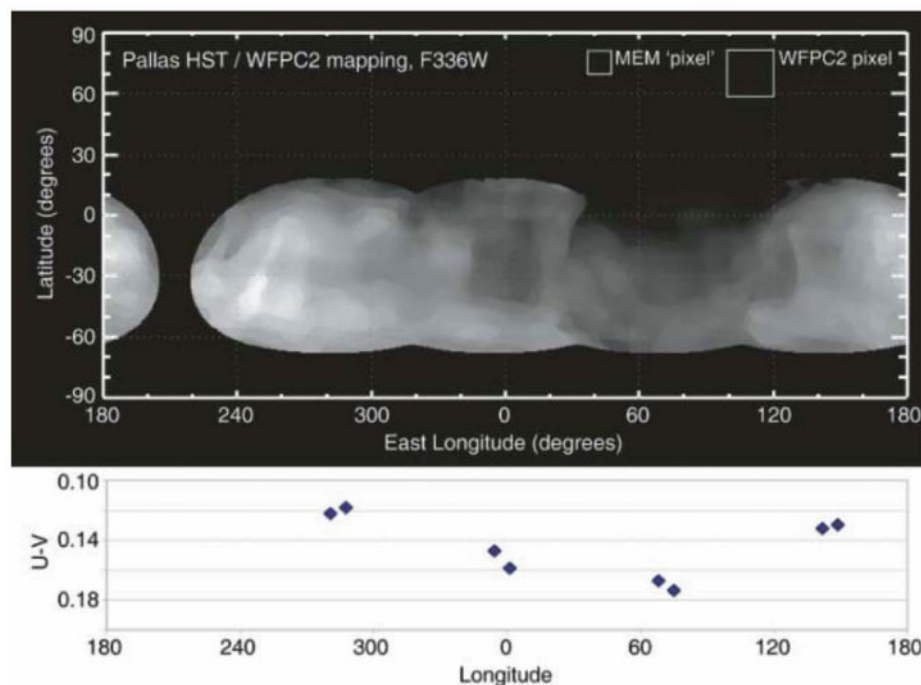 Pallas HST / WFPC2 mapping, F336W
MEM 'pixel'
WFPC2 pixel
90
60
30
0
-30
-60
-90
Latitude (degrees)
180 240 300 0 60 120 180
East Longitude (degrees)
0.10
0.14
0.18
U-V
180 240 300 0 60 120 180
Longitude